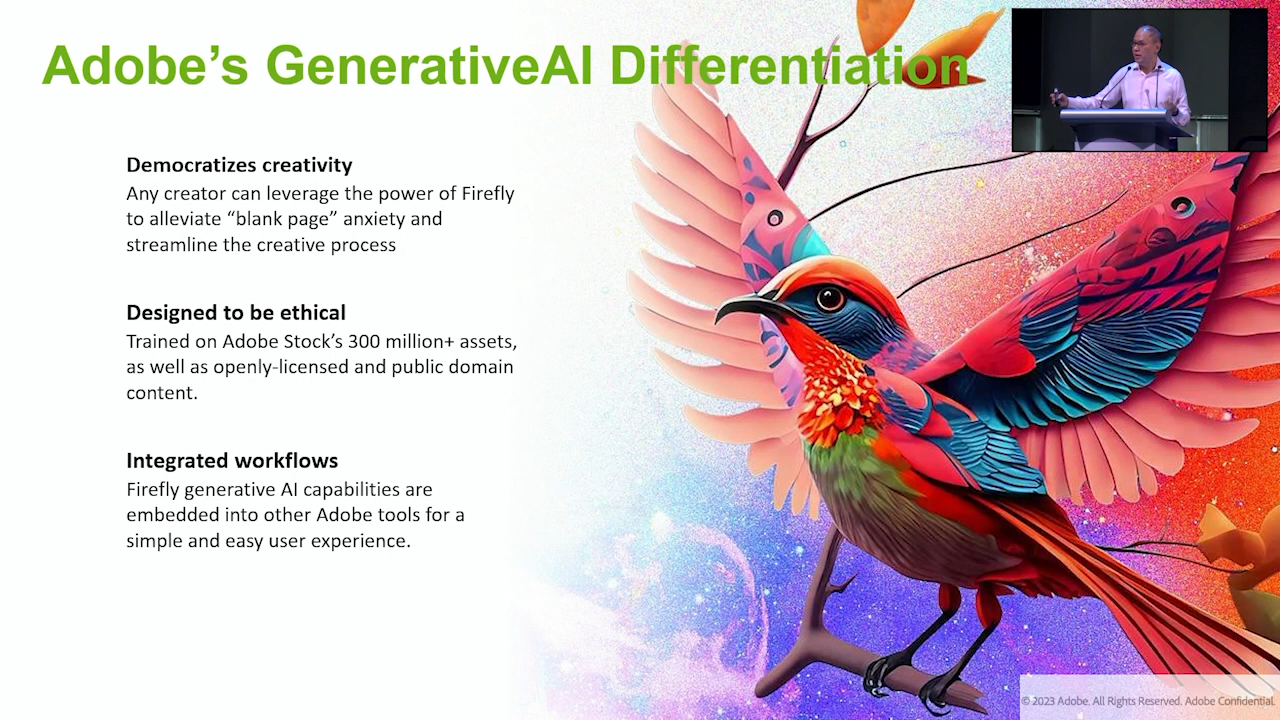 Adobe’s GenerativeAI Differentiation
Democratizes creativity
Any creator can leverage the power of Firefly
to alleviate “blank page” anxiety and
streamline the creative process
Designed to be ethical
Trained on Adobe Stock’s 300 million+ assets,
as well as openly-licensed and public domain
content.
Integrated workflows
Firefly generative AI capabilities are
embedded into other Adobe tools for a
simple and easy user experience.
© 2023 Adobe. All Rights Reserved. Adobe Confidential.